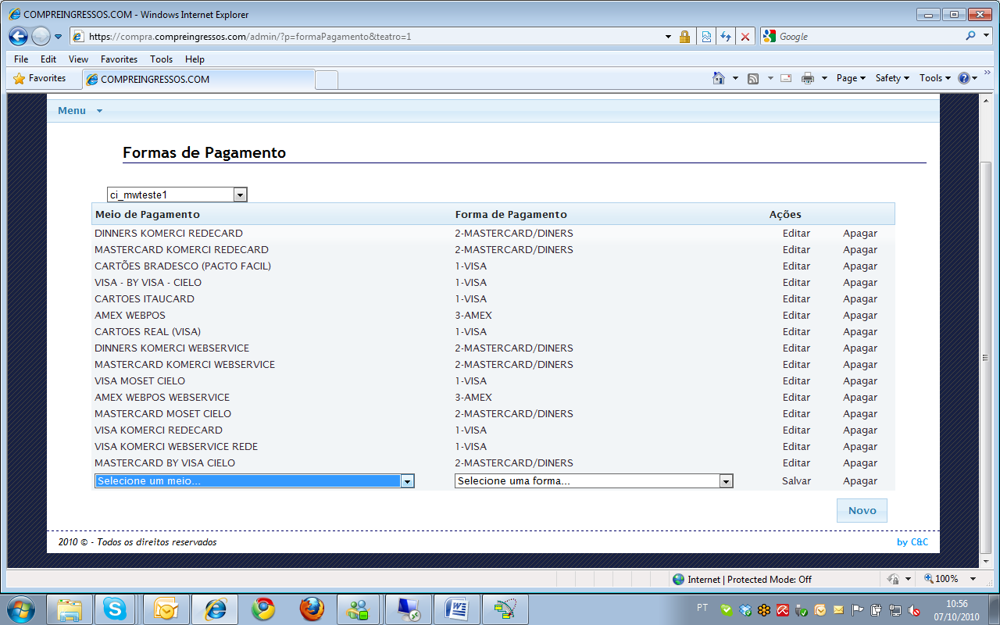 COMPREINGRESSOS.COM - Windows Internet Explorer
https://compra.compreingressos.com/admin/?p=formaPagamento&teatro=1
Google
File Edit View Favorites Tools Help
Favorites
COMPREINGRESSOS.COM
Page Safety Tools
Menu
Formas de Pagamento
ci_mwteste1
Meio de Pagamento Forma de Pagamento Ações
DINNERS KOMERCI REDECARD 2-MASTERCARD/DINERS Editar Apagar
MASTERCARD KOMERCI REDECARD 2-MASTERCARD/DINERS Editar Apagar
CARTÕES BRADESCO (PAGTO FACIL) 1-VISA Editar Apagar
VISA - BY VISA - CIELO 1-VISA Editar Apagar
CARTOES ITAUCARD 1-VISA Editar Apagar
AMEX WEBPOS 3-AMEX Editar Apagar
CARTOES REAL (VISA) 1-VISA Editar Apagar
DINNERS KOMERCI WEBSERVICE 2-MASTERCARD/DINERS Editar Apagar
MASTERCARD KOMERCI WEBSERVICE 2-MASTERCARD/DINERS Editar Apagar
VISA MOSET CIELO 1-VISA Editar Apagar
AMEX WEBPOS WEBSERVICE 3-AMEX Editar Apagar
MASTERCARD MOSET CIELO 2-MASTERCARD/DINERS Editar Apagar
VISA KOMERCI REDECARD 1-VISA Editar Apagar
VISA KOMERCI WEBSERVICE REDE 1-VISA Editar Apagar
MASTERCARD BY VISA CIELO 2-MASTERCARD/DINERS Editar Apagar
Selecione um meio... Selecione uma forma... Salvar Apagar
Novo
2010 © - Todos os direitos reservados by C&C
Internet | Protected Mode: Off 100%
PT 10:56
07/10/2010